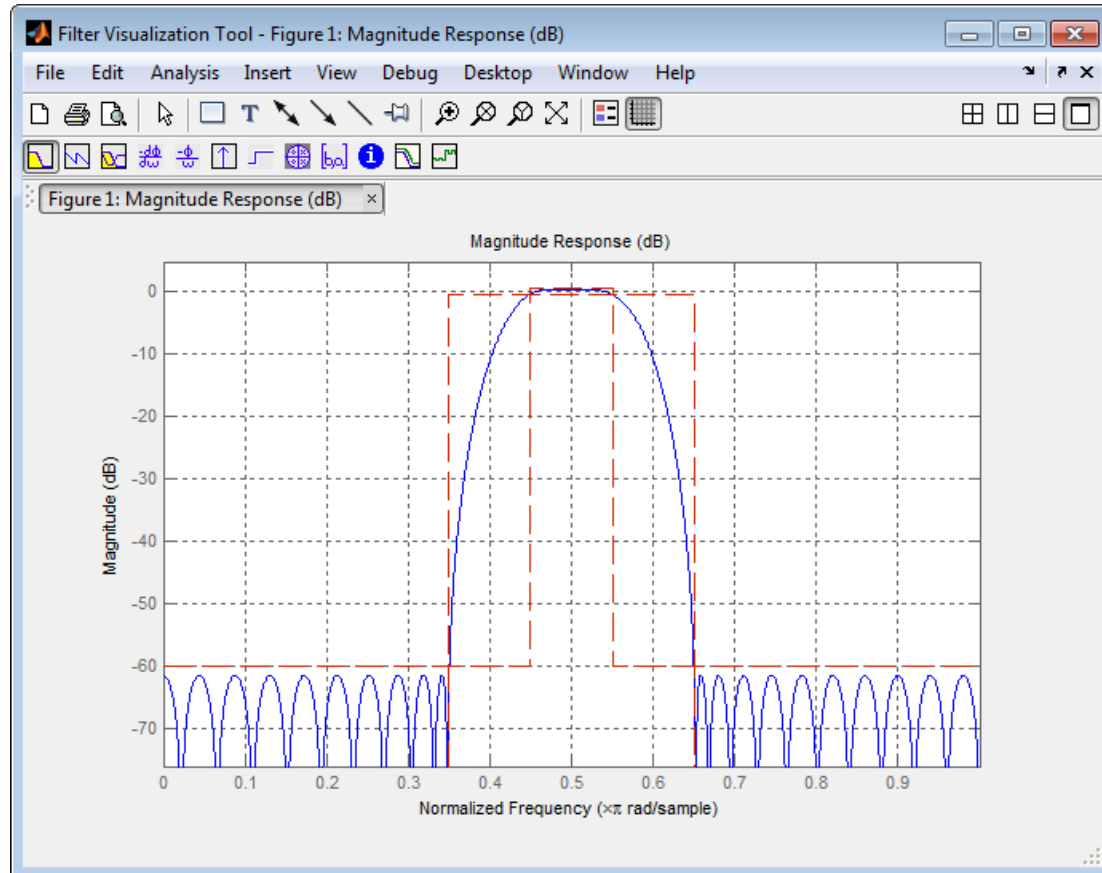 Filter Visualization Tool - Figure 1: Magnitude Response (dB)
File Edit Analysis Insert View Debug Desktop Window Help
Figure 1: Magnitude Response (dB)
Magnitude Response (dB)
0
-10
-20
-30
-40
-50
-60
-70
Magnitude (dB)
0 0.1 0.2 0.3 0.4 0.5 0.6 0.7 0.8 0.9
Normalized Frequency (×π rad/sample)